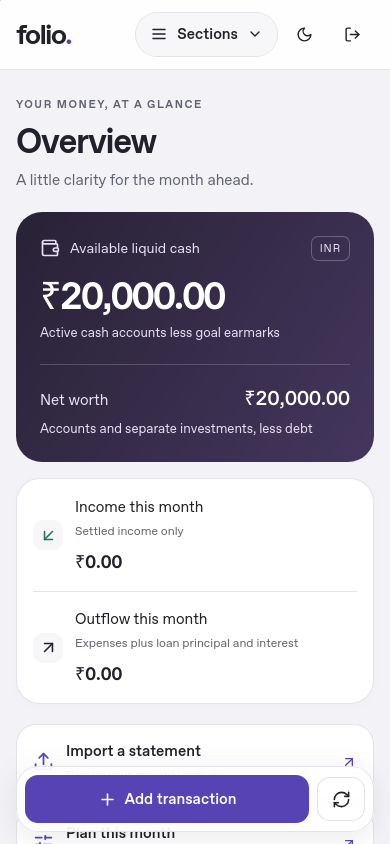 folio.
Sections
YOUR MONEY, AT A GLANCE
Overview
A little clarity for the month ahead.
Available liquid cash
INR
₹20,000.00
Active cash accounts less goal earmarks
Net worth
₹20,000.00
Accounts and separate investments, less debt
Income this month
Settled income only
₹0.00
Outflow this month
Expenses plus loan principal and interest
₹0.00
Import a statement
Add transaction
Plan this month